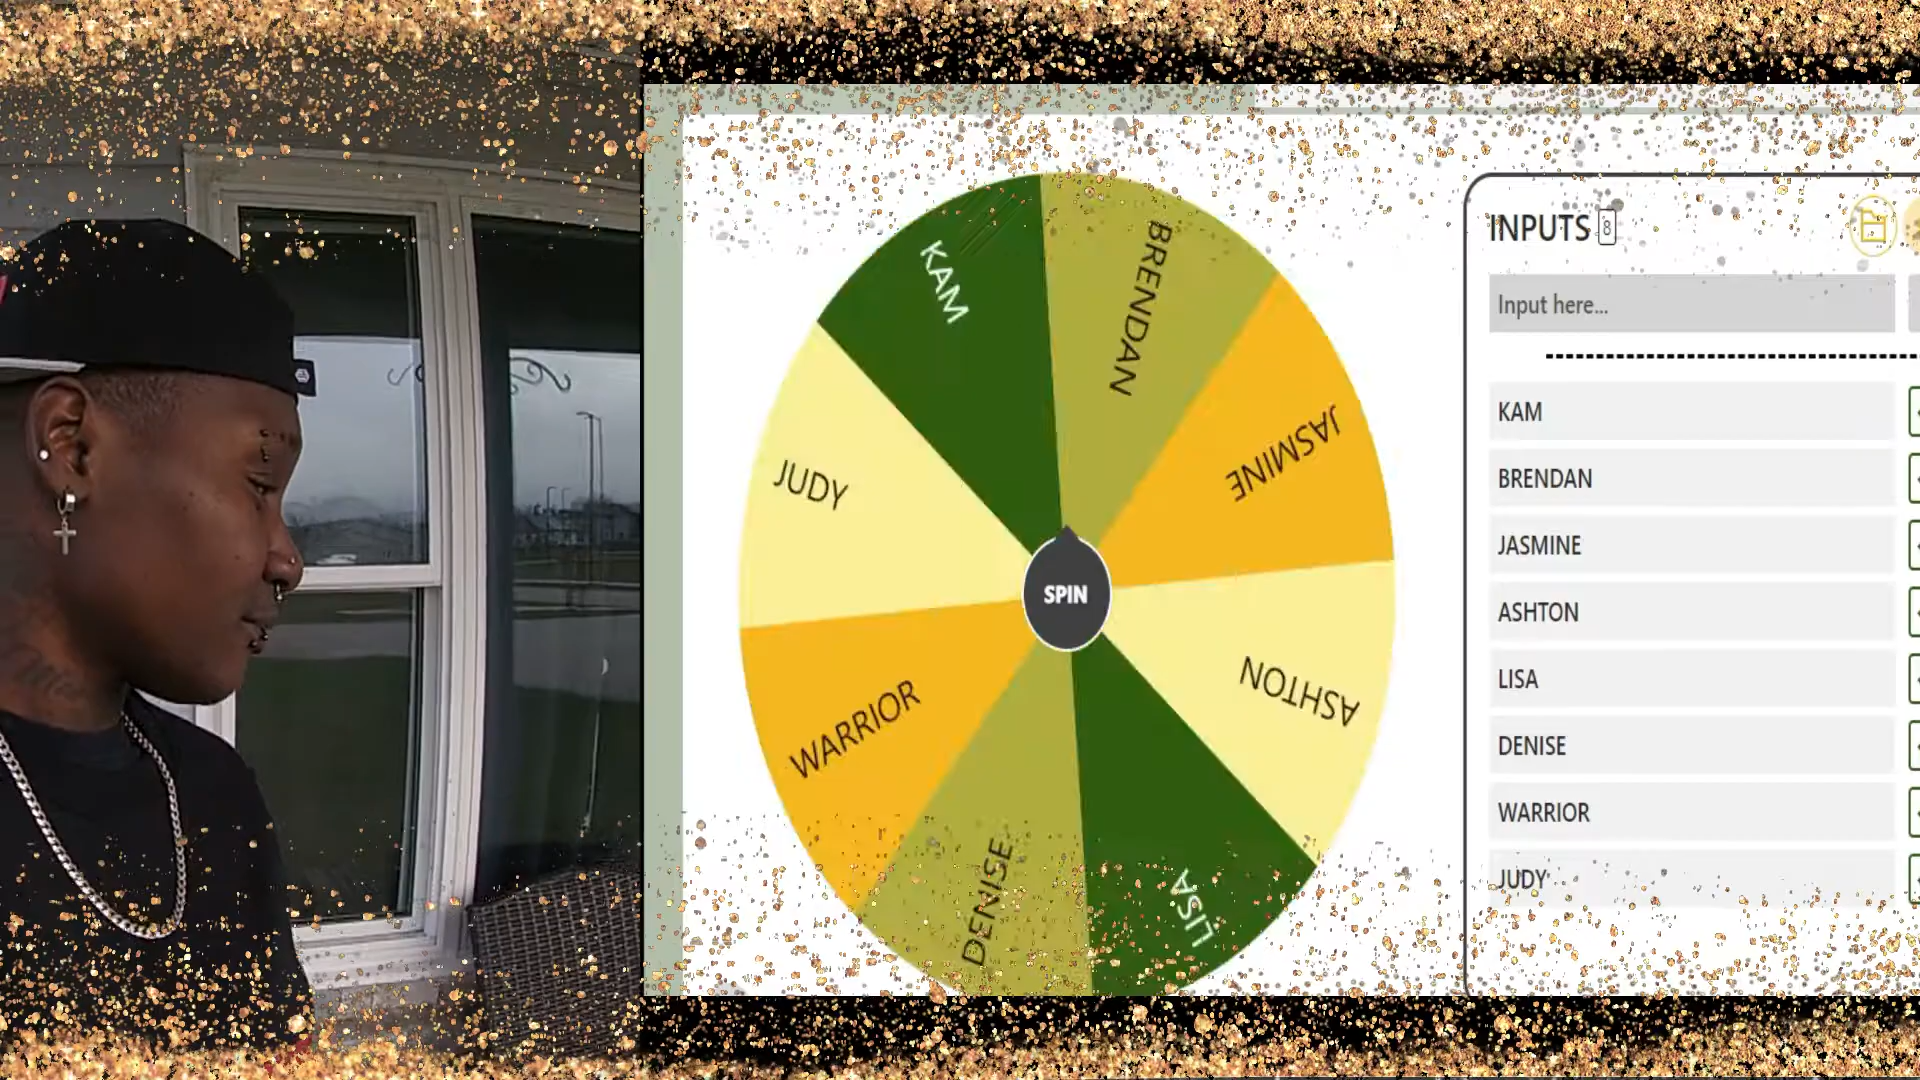 KAM
BRENDAN
JASMINE
JUDY
SPIN
ASHTON
WARRIOR
DENISE
LISA
INPUTS 8
Input here...
KAM
BRENDAN
JASMINE
ASHTON
LISA
DENISE
WARRIOR
JUDY